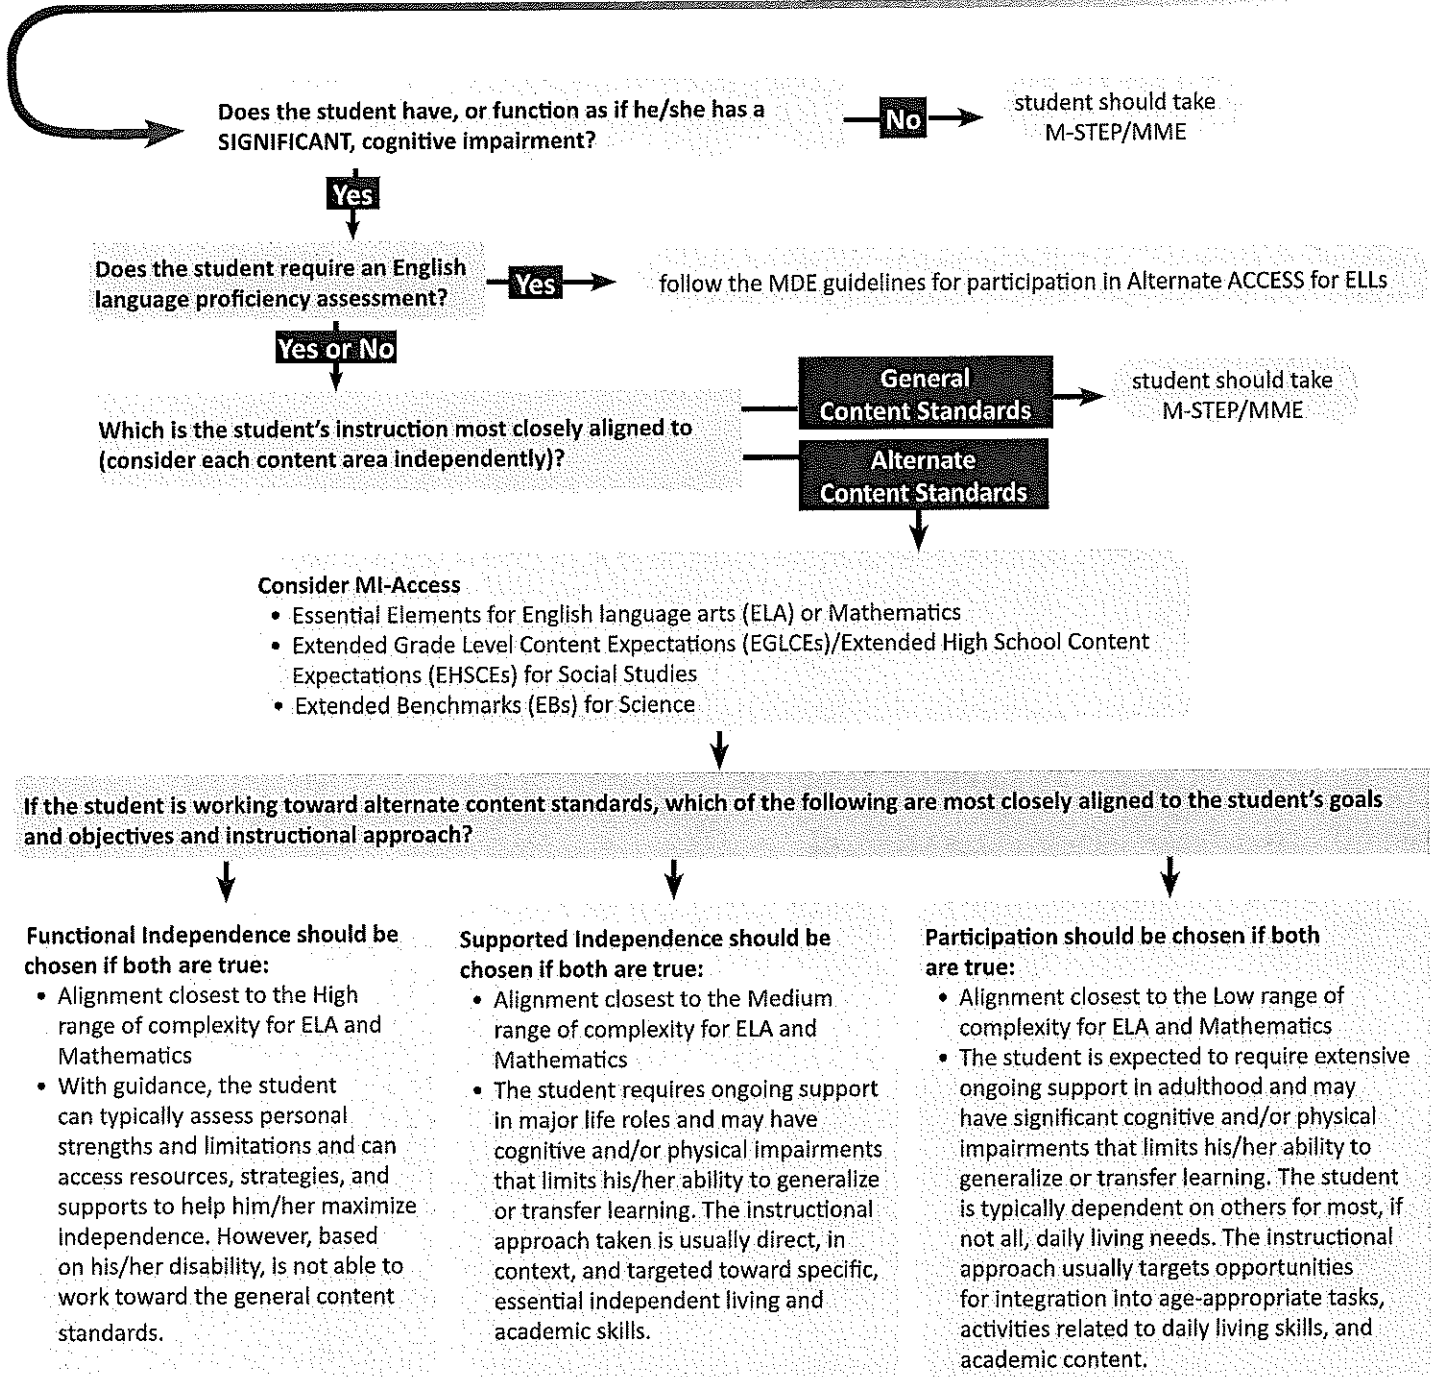 Does the student have, or function as if he/she has a
SIGNIFICANT, cognitive impairment?
No
student should take
M-STEP/MME
Yes
Does the student require an English
language proficiency assessment?
Yes
follow the MDE guidelines for participation in Alternate ACCESS for ELLs
Yes or No
Which is the student's instruction most closely aligned to
(consider each content area independently)?
General
Content Standards
student should take
M-STEP/MME
Alternate
Content Standards
Consider MI-Access
• Essential Elements for English language arts (ELA) or Mathematics
• Extended Grade Level Content Expectations (EGLCEs)/Extended High School Content
Expectations (EHSCEs) for Social Studies
• Extended Benchmarks (EBs) for Science
If the student is working toward alternate content standards, which of the following are most closely aligned to the student's goals
and objectives and instructional approach?
Functional Independence should be
chosen if both are true:
• Alignment closest to the High
range of complexity for ELA and
Mathematics
• With guidance, the student
can typically assess personal
strengths and limitations and can
access resources, strategies, and
supports to help him/her maximize
independence. However, based
on his/her disability, is not able to
work toward the general content
standards.
Supported Independence should be
chosen if both are true:
• Alignment closest to the Medium
range of complexity for ELA and
Mathematics
• The student requires ongoing support
in major life roles and may have
cognitive and/or physical impairments
that limits his/her ability to generalize
or transfer learning. The instructional
approach taken is usually direct, in
context, and targeted toward specific,
essential independent living and
academic skills.
Participation should be chosen if both
are true:
• Alignment closest to the Low range of
complexity for ELA and Mathematics
• The student is expected to require extensive
ongoing support in adulthood and may
have significant cognitive and/or physical
impairments that limits his/her ability to
generalize or transfer learning. The student
is typically dependent on others for most, if
not all, daily living needs. The instructional
approach usually targets opportunities
for integration into age-appropriate tasks,
activities related to daily living skills, and
academic content.